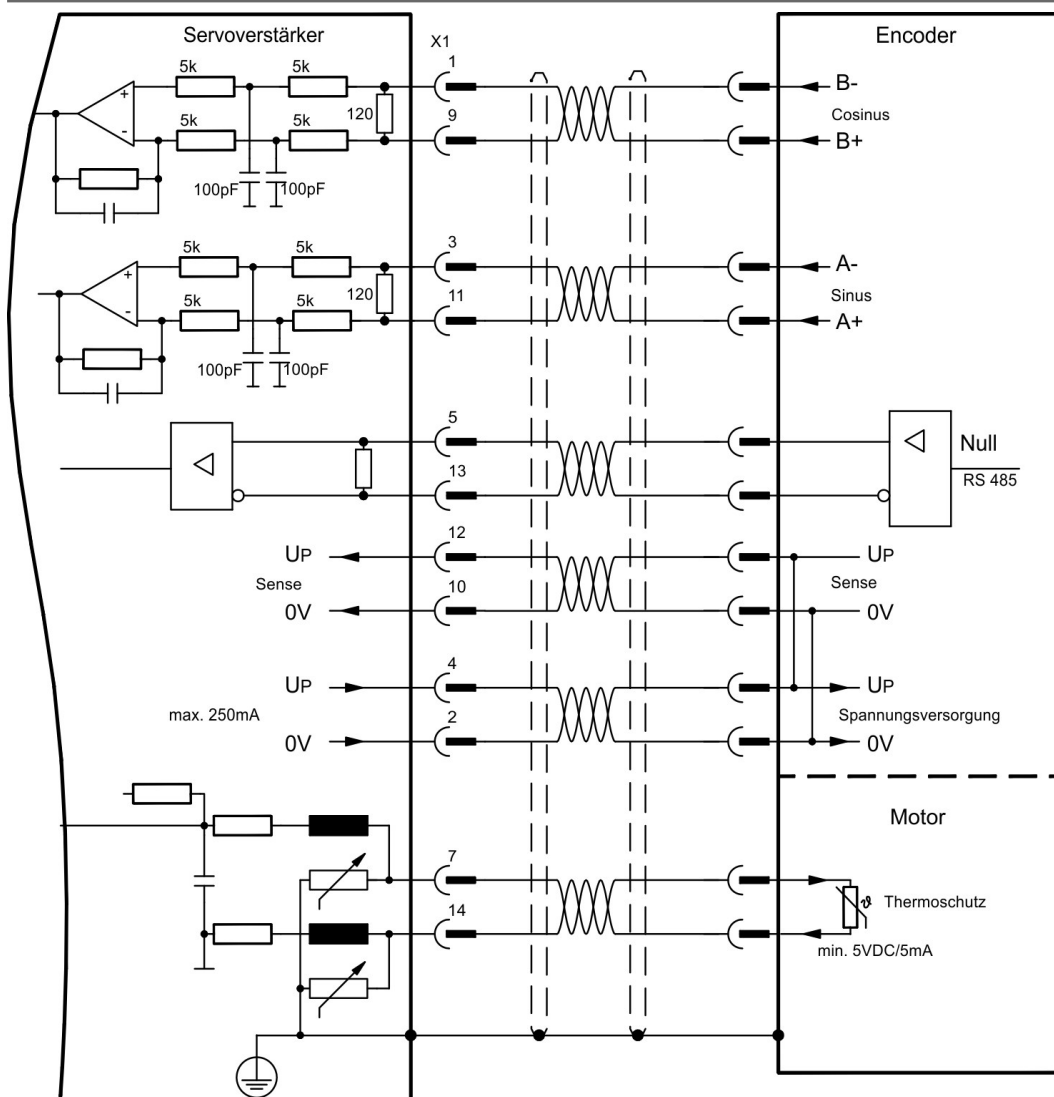 Servoverstärker
X1
Encoder
5k
5k
1
B-
120
Cosinus
5k
5k
9
B+
100pF
100pF
+
-
5k
5k
3
A-
120
Sinus
5k
5k
11
A+
100pF
100pF
+
-
5
Null
13
RS 485
UP
12
UP
Sense
Sense
0V
10
0V
UP
4
UP
max. 250mA
Spannungsversorgung
0V
2
0V
Motor
7
ϑ Thermoschutz
14
min. 5VDC/5mA